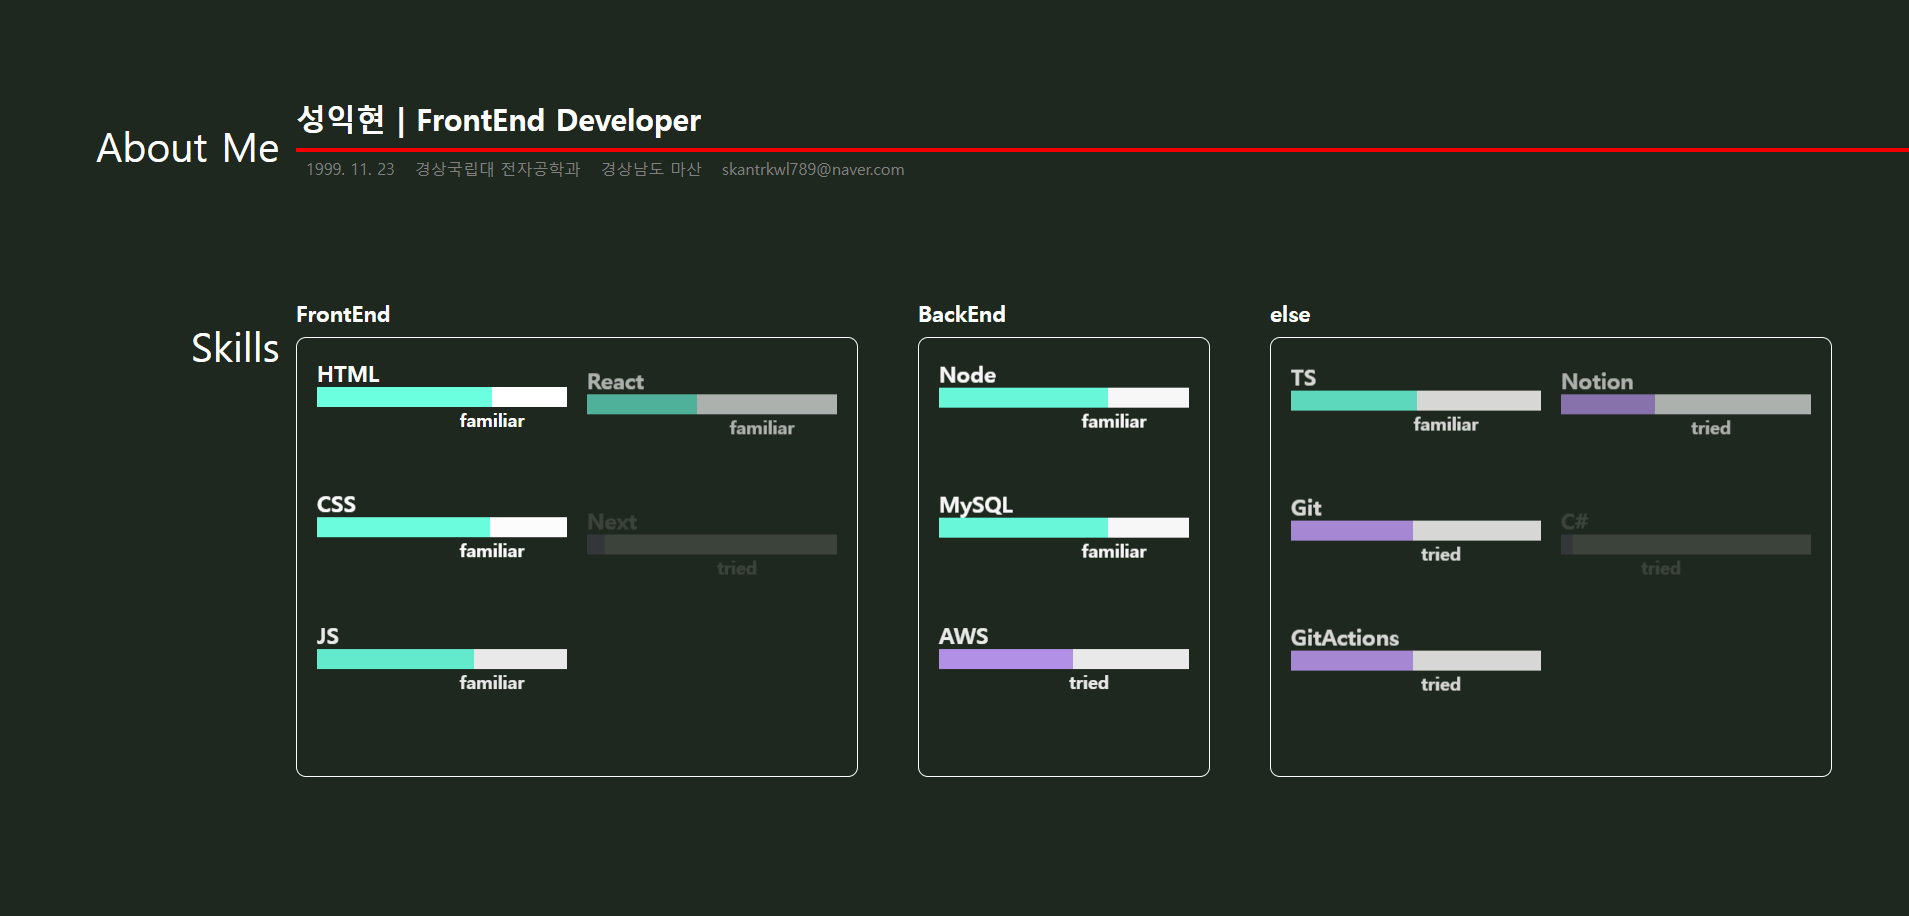 About Me
성익현 | FrontEnd Developer
1999. 11. 23 경상국립대 전자공학과 경상남도 마산 skantrkwl789@naver.com
Skills
FrontEnd
HTML
familiar
React
familiar
CSS
familiar
Next
tried
JS
familiar
BackEnd
Node
familiar
MySQL
familiar
AWS
tried
else
TS
familiar
Notion
tried
Git
tried
C#
tried
GitActions
tried